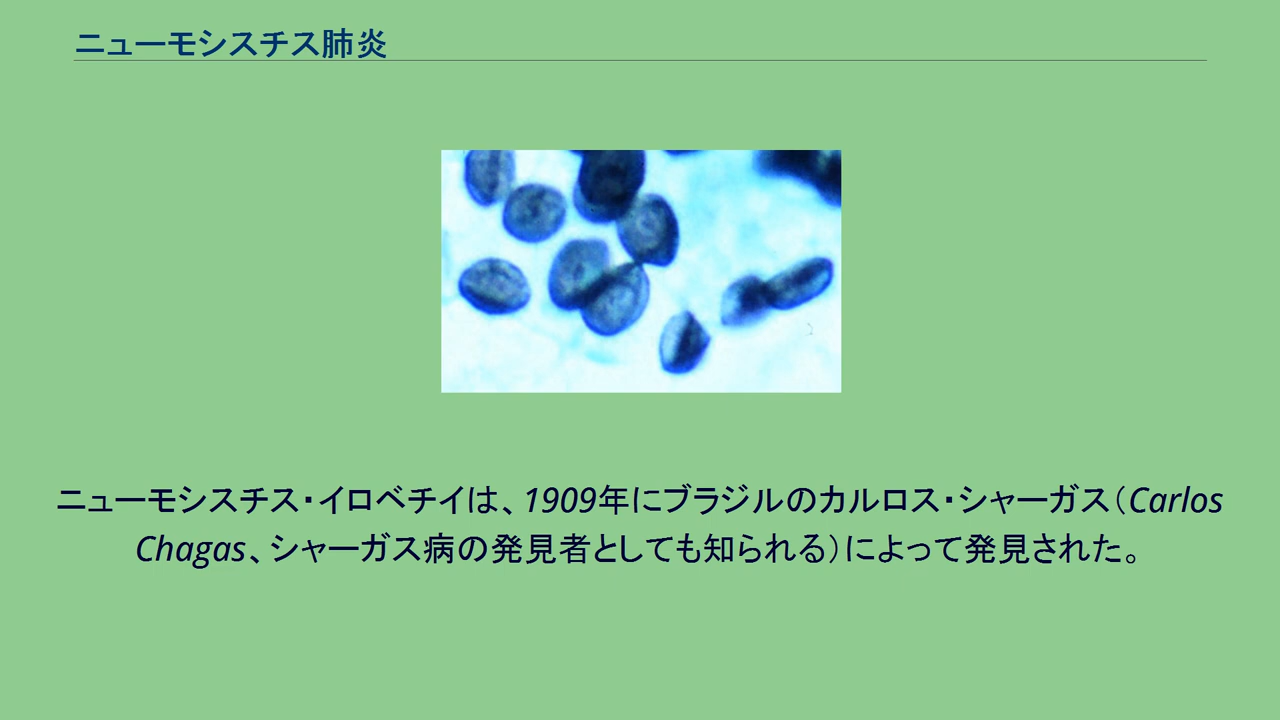 ニューモシスチス肺炎
ニューモシスチス・イロベチイは、1909年にブラジルのカルロス・シャーガス（Carlos
Chagas、シャーガス病の発見者としても知られる）によって発見された。